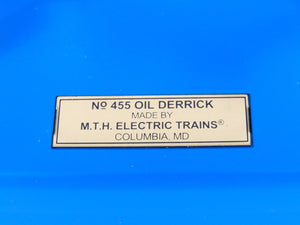 Nº 455 OIL DERRICK
MADE BY
M.T.H. ELECTRIC TRAINS®
COLUMBIA, MD